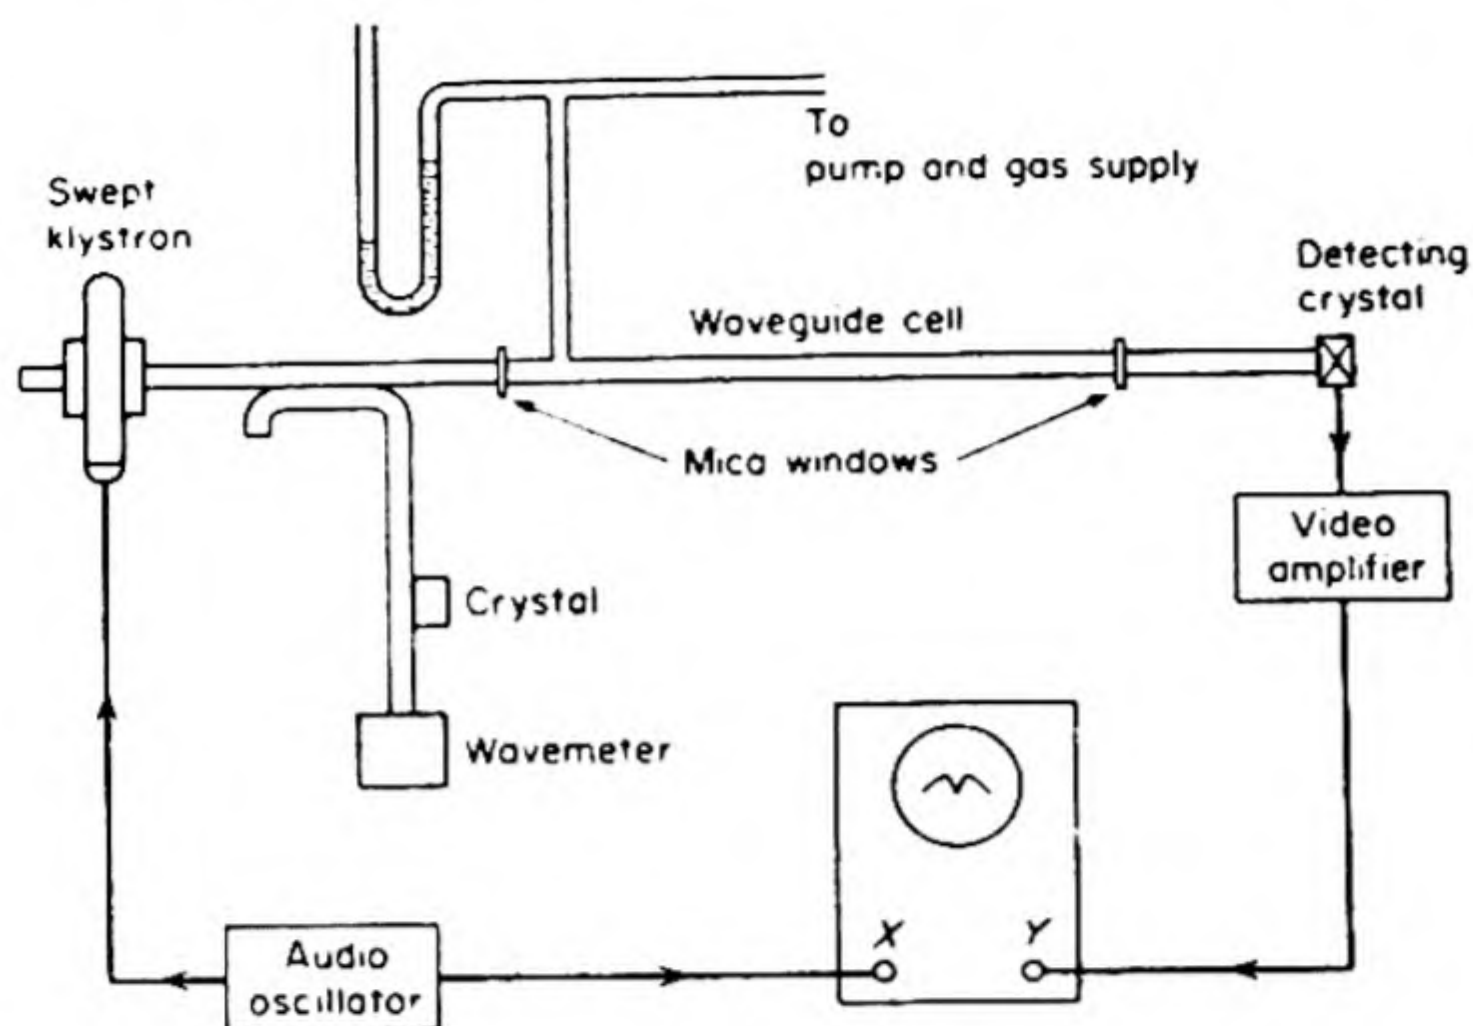 To
pump and gas supply
Swept
klystron
Detecting
crystal
Waveguide cell
Mica windows
Video
amplifier
Crystal
Wavemeter
X
Y
Audio
oscillator